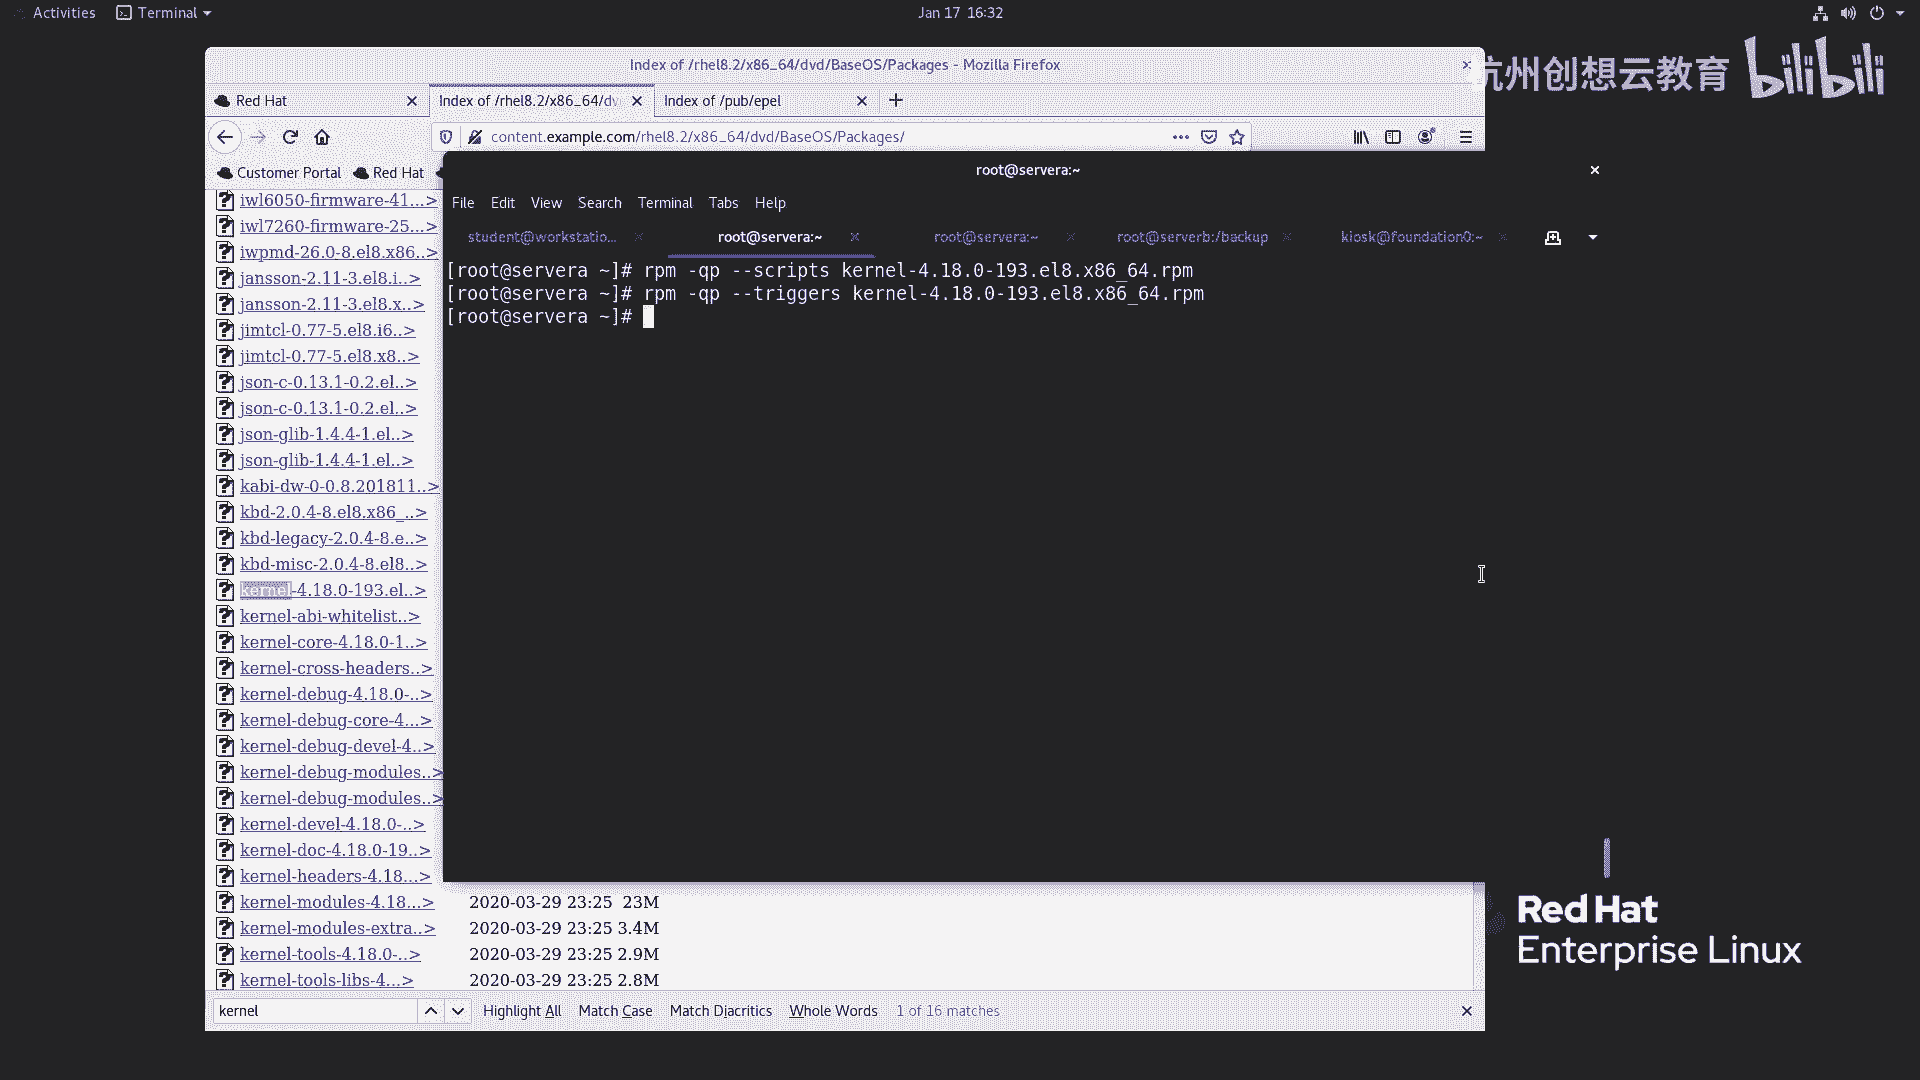 Activities
Terminal
Jan 17 16:32
杭州创想云教育 bilibili
Index of /rhel8.2/x86_64/dvd/BaseOS/Packages - Mozilla Firefox
Red Hat
Index of /rhel8.2/x86_64/dv
Index of /pub/epel
content.example.com/rhel8.2/x86_64/dvd/BaseOS/Packages/
Customer Portal
Red Hat
root@servera:~
File Edit View Search Terminal Tabs Help
student@workstatio...
root@servera:~
root@servera:~
root@serverb:/backup
kiosk@foundation0:~
[root@servera ~]# rpm -qp --scripts kernel-4.18.0-193.el8.x86_64.rpm
[root@servera ~]# rpm -qp --triggers kernel-4.18.0-193.el8.x86_64.rpm
[root@servera ~]#
iwl6050-firmware-41...>
iwl7260-firmware-25...>
iwpmd-26.0-8.el8.x86..>
jansson-2.11-3.el8.i..>
jansson-2.11-3.el8.x..>
jimtcl-0.77-5.el8.i6..>
jimtcl-0.77-5.el8.x8..>
json-c-0.13.1-0.2.el..>
json-c-0.13.1-0.2.el..>
json-glib-1.4.4-1.el..>
json-glib-1.4.4-1.el..>
kabi-dw-0-0.8.201811..>
kbd-2.0.4-8.el8.x86_..>
kbd-legacy-2.0.4-8.e..>
kbd-misc-2.0.4-8.el8..>
kernel-4.18.0-193.el..>
kernel-abi-whitelist..>
kernel-core-4.18.0-1..>
kernel-cross-headers..>
kernel-debug-4.18.0-..>
kernel-debug-core-4...>
kernel-debug-devel-4..>
kernel-debug-modules..>
kernel-debug-modules..>
kernel-devel-4.18.0-..>
kernel-doc-4.18.0-19..>
kernel-headers-4.18...>
kernel-modules-4.18...> 2020-03-29 23:25 23M
kernel-modules-extra..> 2020-03-29 23:25 3.4M
kernel-tools-4.18.0-..> 2020-03-29 23:25 2.9M
kernel-tools-libs-4...> 2020-03-29 23:25 2.8M
kernel
Highlight All
Match Case
Match Diacritics
Whole Words
1 of 16 matches
Red Hat
Enterprise Linux